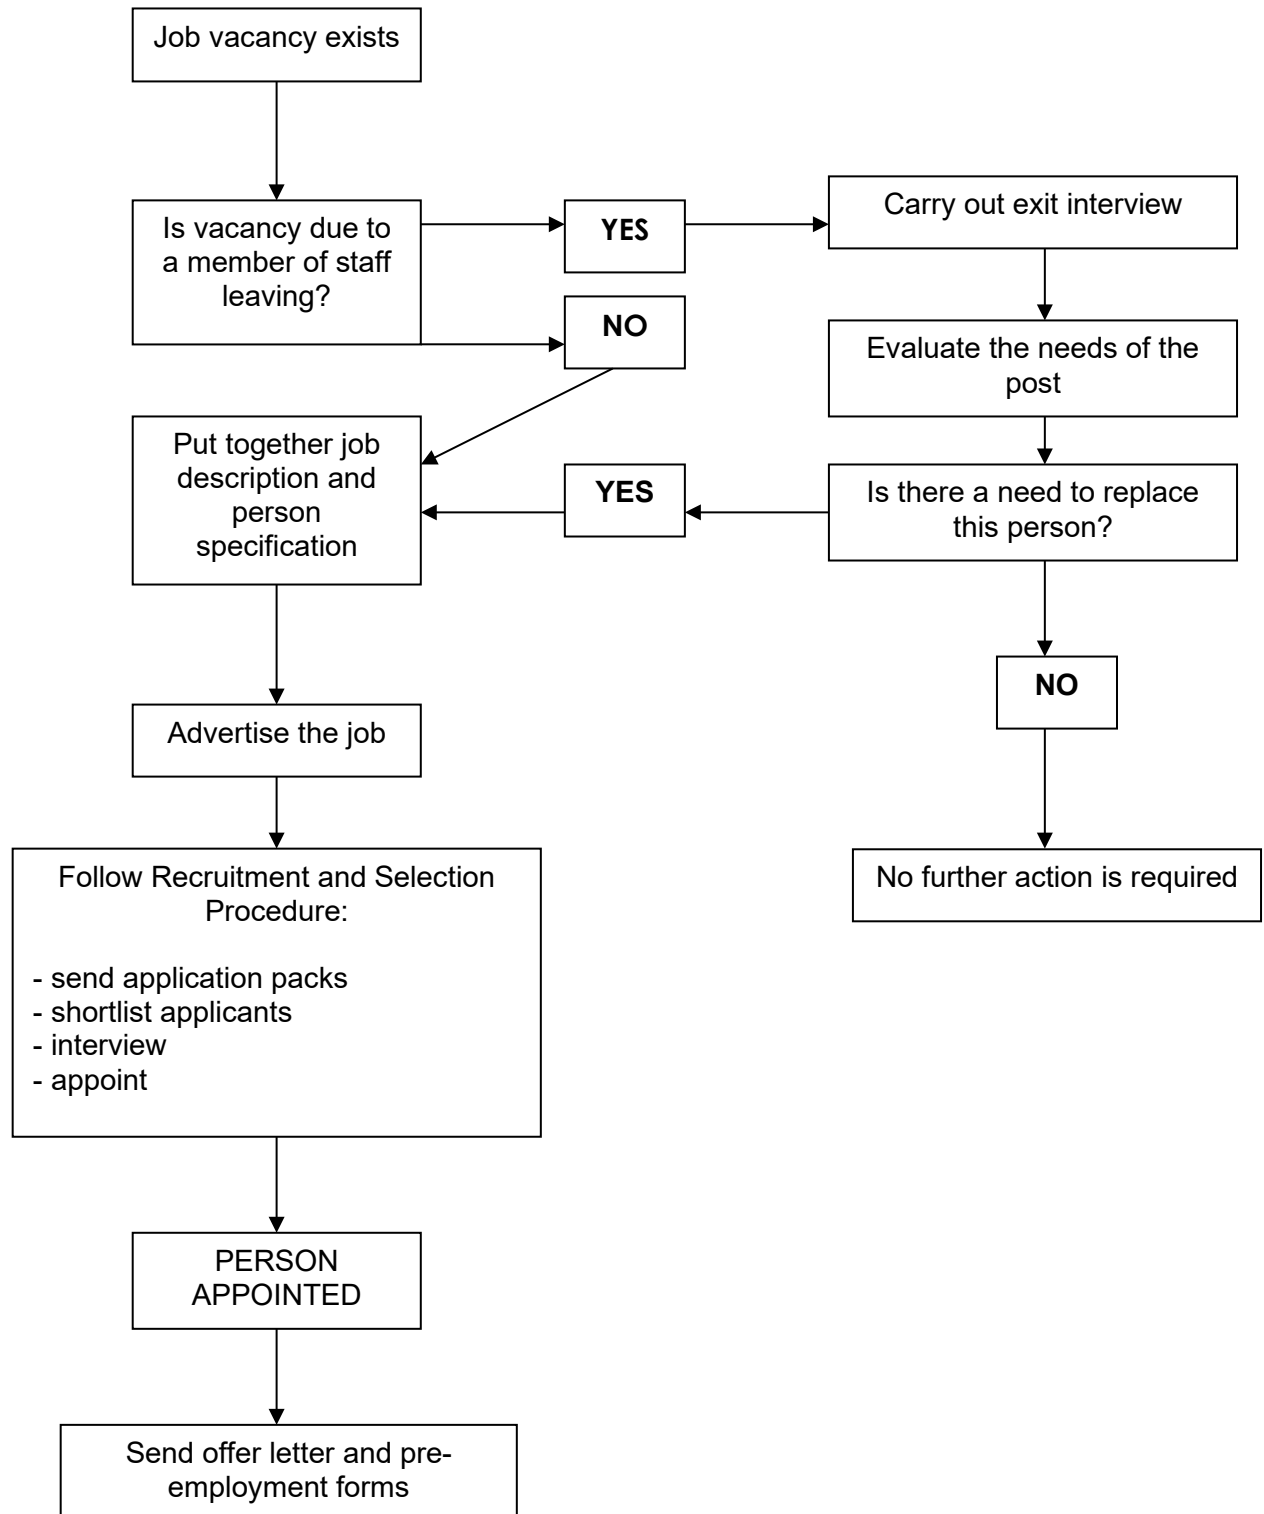 Job vacancy exists
Is vacancy due to
a member of staff
leaving?
YES
Carry out exit interview
NO
Evaluate the needs of the
post
Put together job
description and
person
specification
YES
Is there a need to replace
this person?
NO
Advertise the job
Follow Recruitment and Selection
Procedure:
- send application packs
- shortlist applicants
- interview
- appoint
No further action is required
PERSON
APPOINTED
Send offer letter and pre-
employment forms